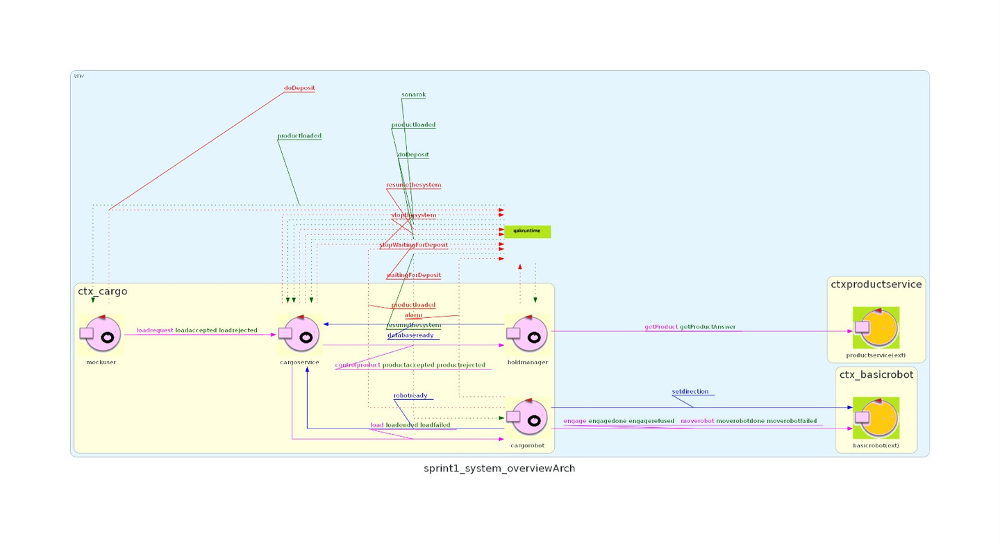 env
doDeposit
sonarok
productloaded
productloaded
doDeposit
resumethesystem
stopthesystem
qakruntime
stopWaitingForDeposit
waitingForDeposit
ctx_cargo
ctxproductservice
productloaded
alarm
resumethesystem
loadrequest loadaccepted loadrejected
getProduct getProductAnswer
databaseready
productservice(ext)
mockuser
cargoservice
holdmanager
controlproduct productaccepted productrejected
ctx_basicrobot
robotready
setdirection
load loadended loadfailed
engage engagedone engagerefused moverobot moverobotdone moverobotfailed
cargorobot
basicrobot(ext)
sprint1_system_overviewArch